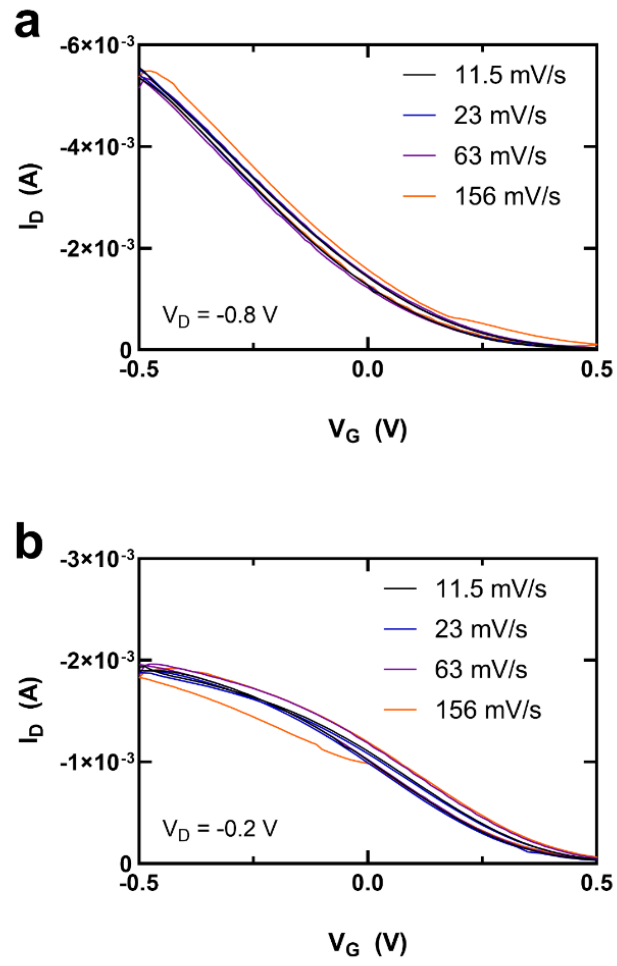 a
-6×10⁻³
-4×10⁻³
-2×10⁻³
0
I_D (A)
11.5 mV/s
23 mV/s
63 mV/s
156 mV/s
V_D = -0.8 V
-0.5
0.0
0.5
V_G (V)
b
-3×10⁻³
-2×10⁻³
-1×10⁻³
0
I_D (A)
11.5 mV/s
23 mV/s
63 mV/s
156 mV/s
V_D = -0.2 V
-0.5
0.0
0.5
V_G (V)